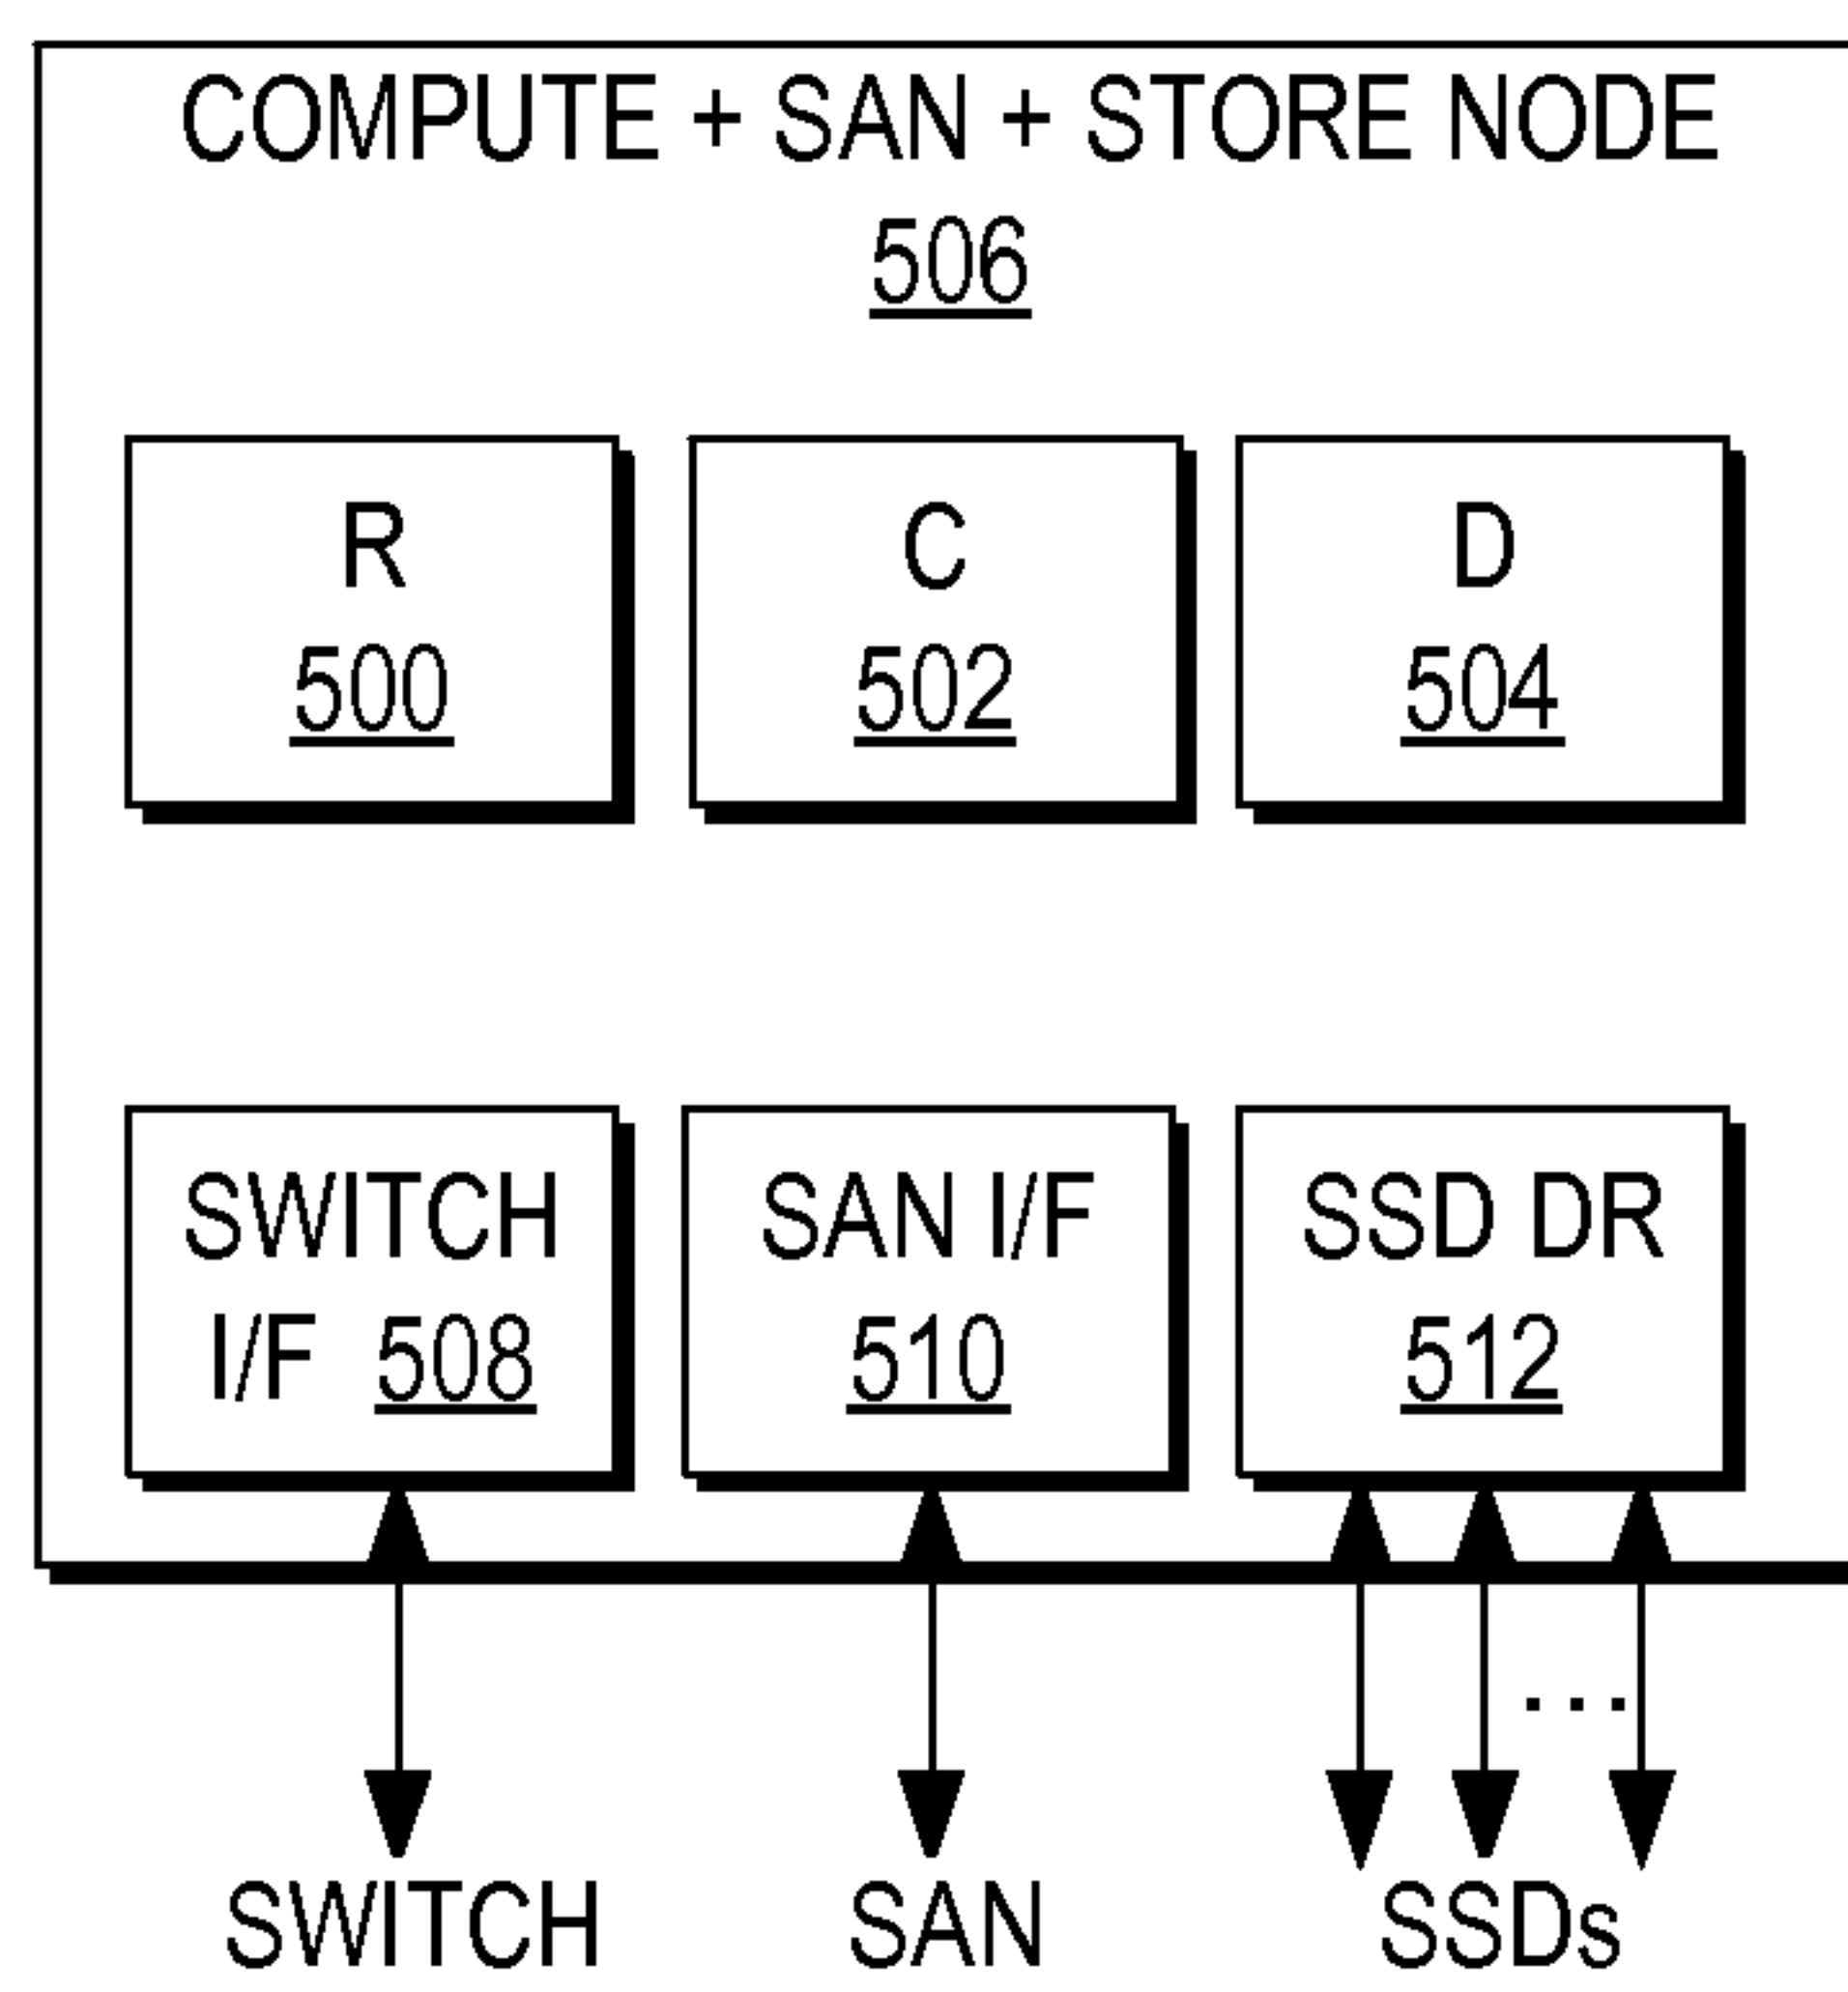 COMPUTE + SAN + STORE NODE
506
R
500
C
502
D
504
SWITCH
I/F 508
SAN I/F
510
SSD DR
512
. . .
SWITCH
SAN
SSDs